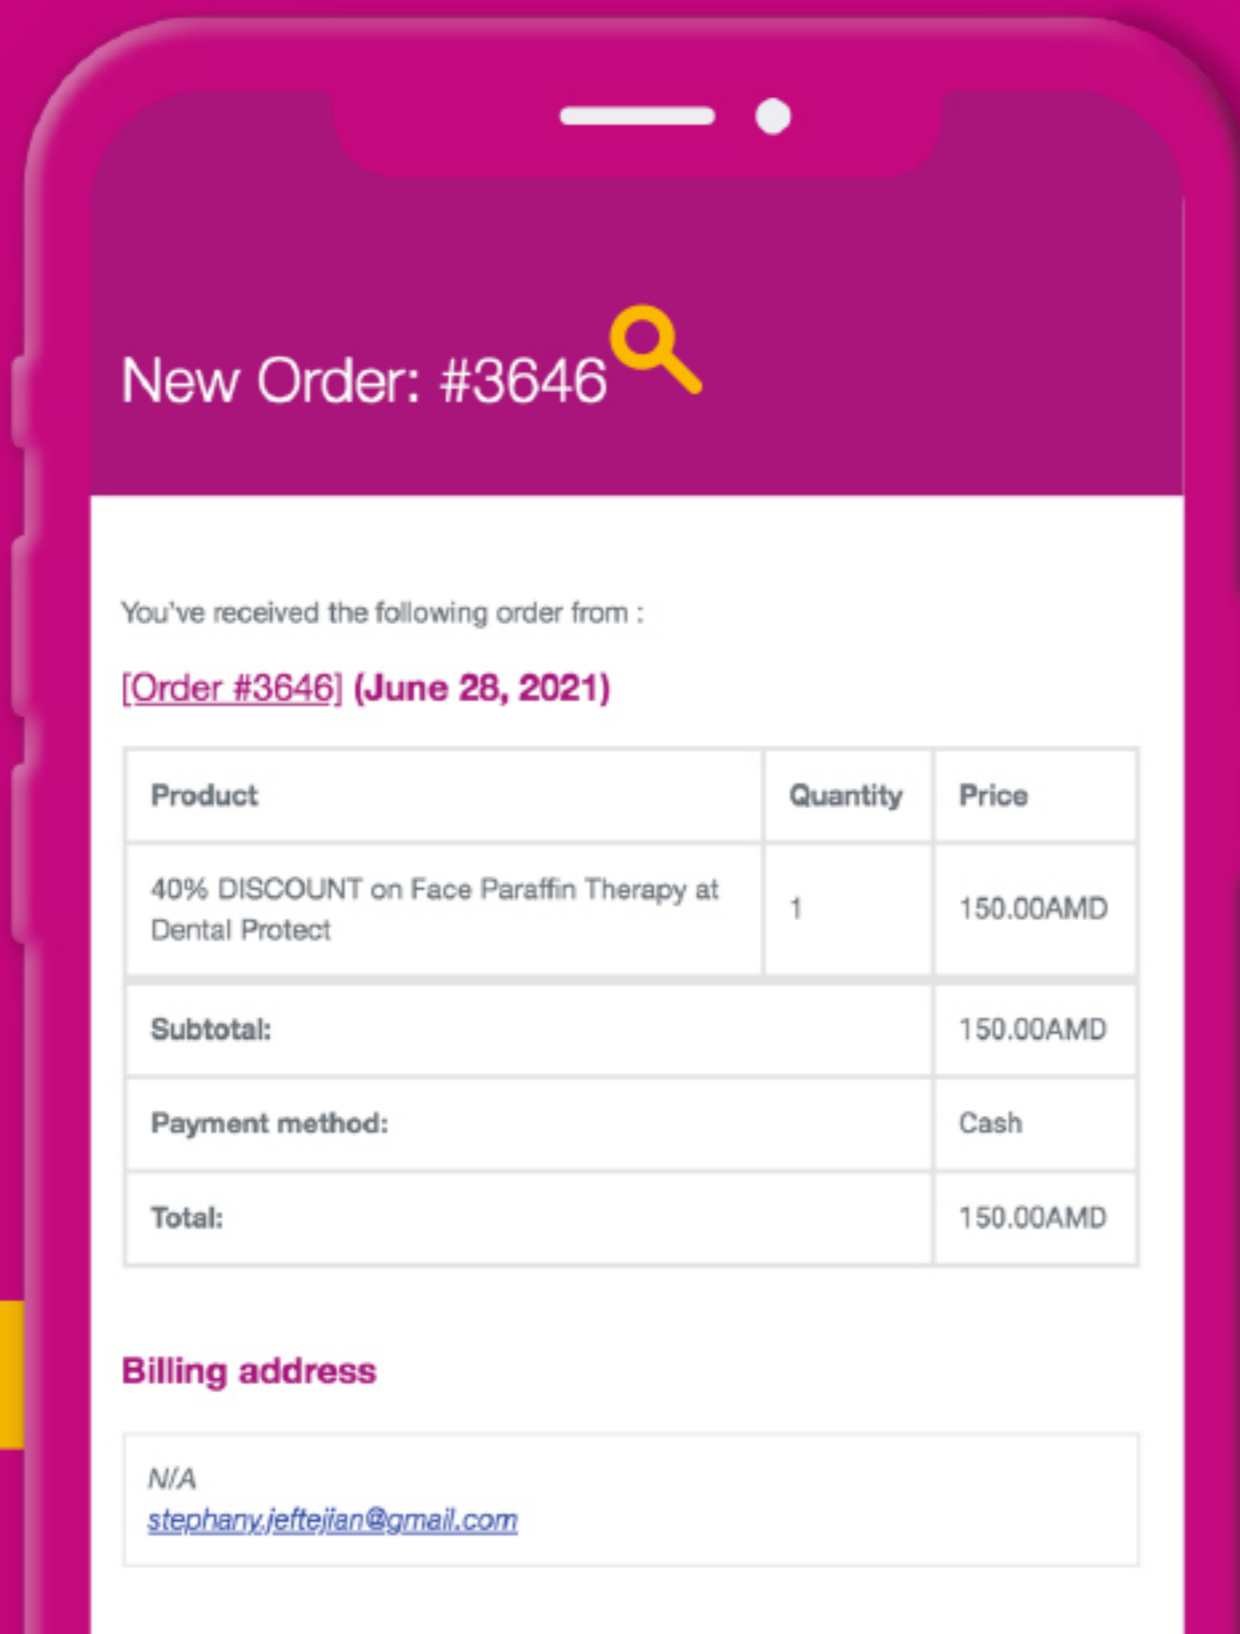 New Order: #3646
You've received the following order from :
[Order #3646] (June 28, 2021)
Product Quantity Price
40% DISCOUNT on Face Paraffin Therapy at
Dental Protect
1 150.00AMD
Subtotal: 150.00AMD
Payment method: Cash
Total: 150.00AMD
Billing address
N/A
stephany.jeftejian@gmail.com